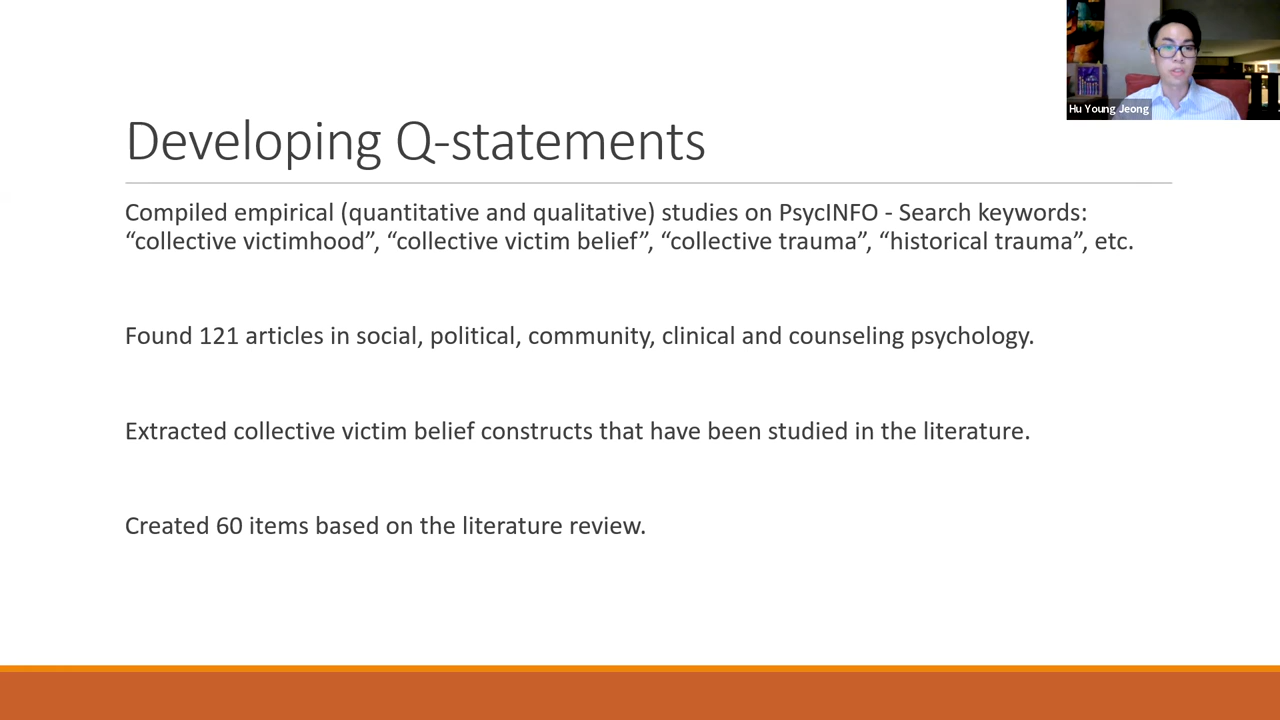 Hu Young Jeong
Developing Q-statements
Compiled empirical (quantitative and qualitative) studies on PsycINFO - Search keywords:
“collective victimhood”, “collective victim belief”, “collective trauma”, “historical trauma”, etc.
Found 121 articles in social, political, community, clinical and counseling psychology.
Extracted collective victim belief constructs that have been studied in the literature.
Created 60 items based on the literature review.